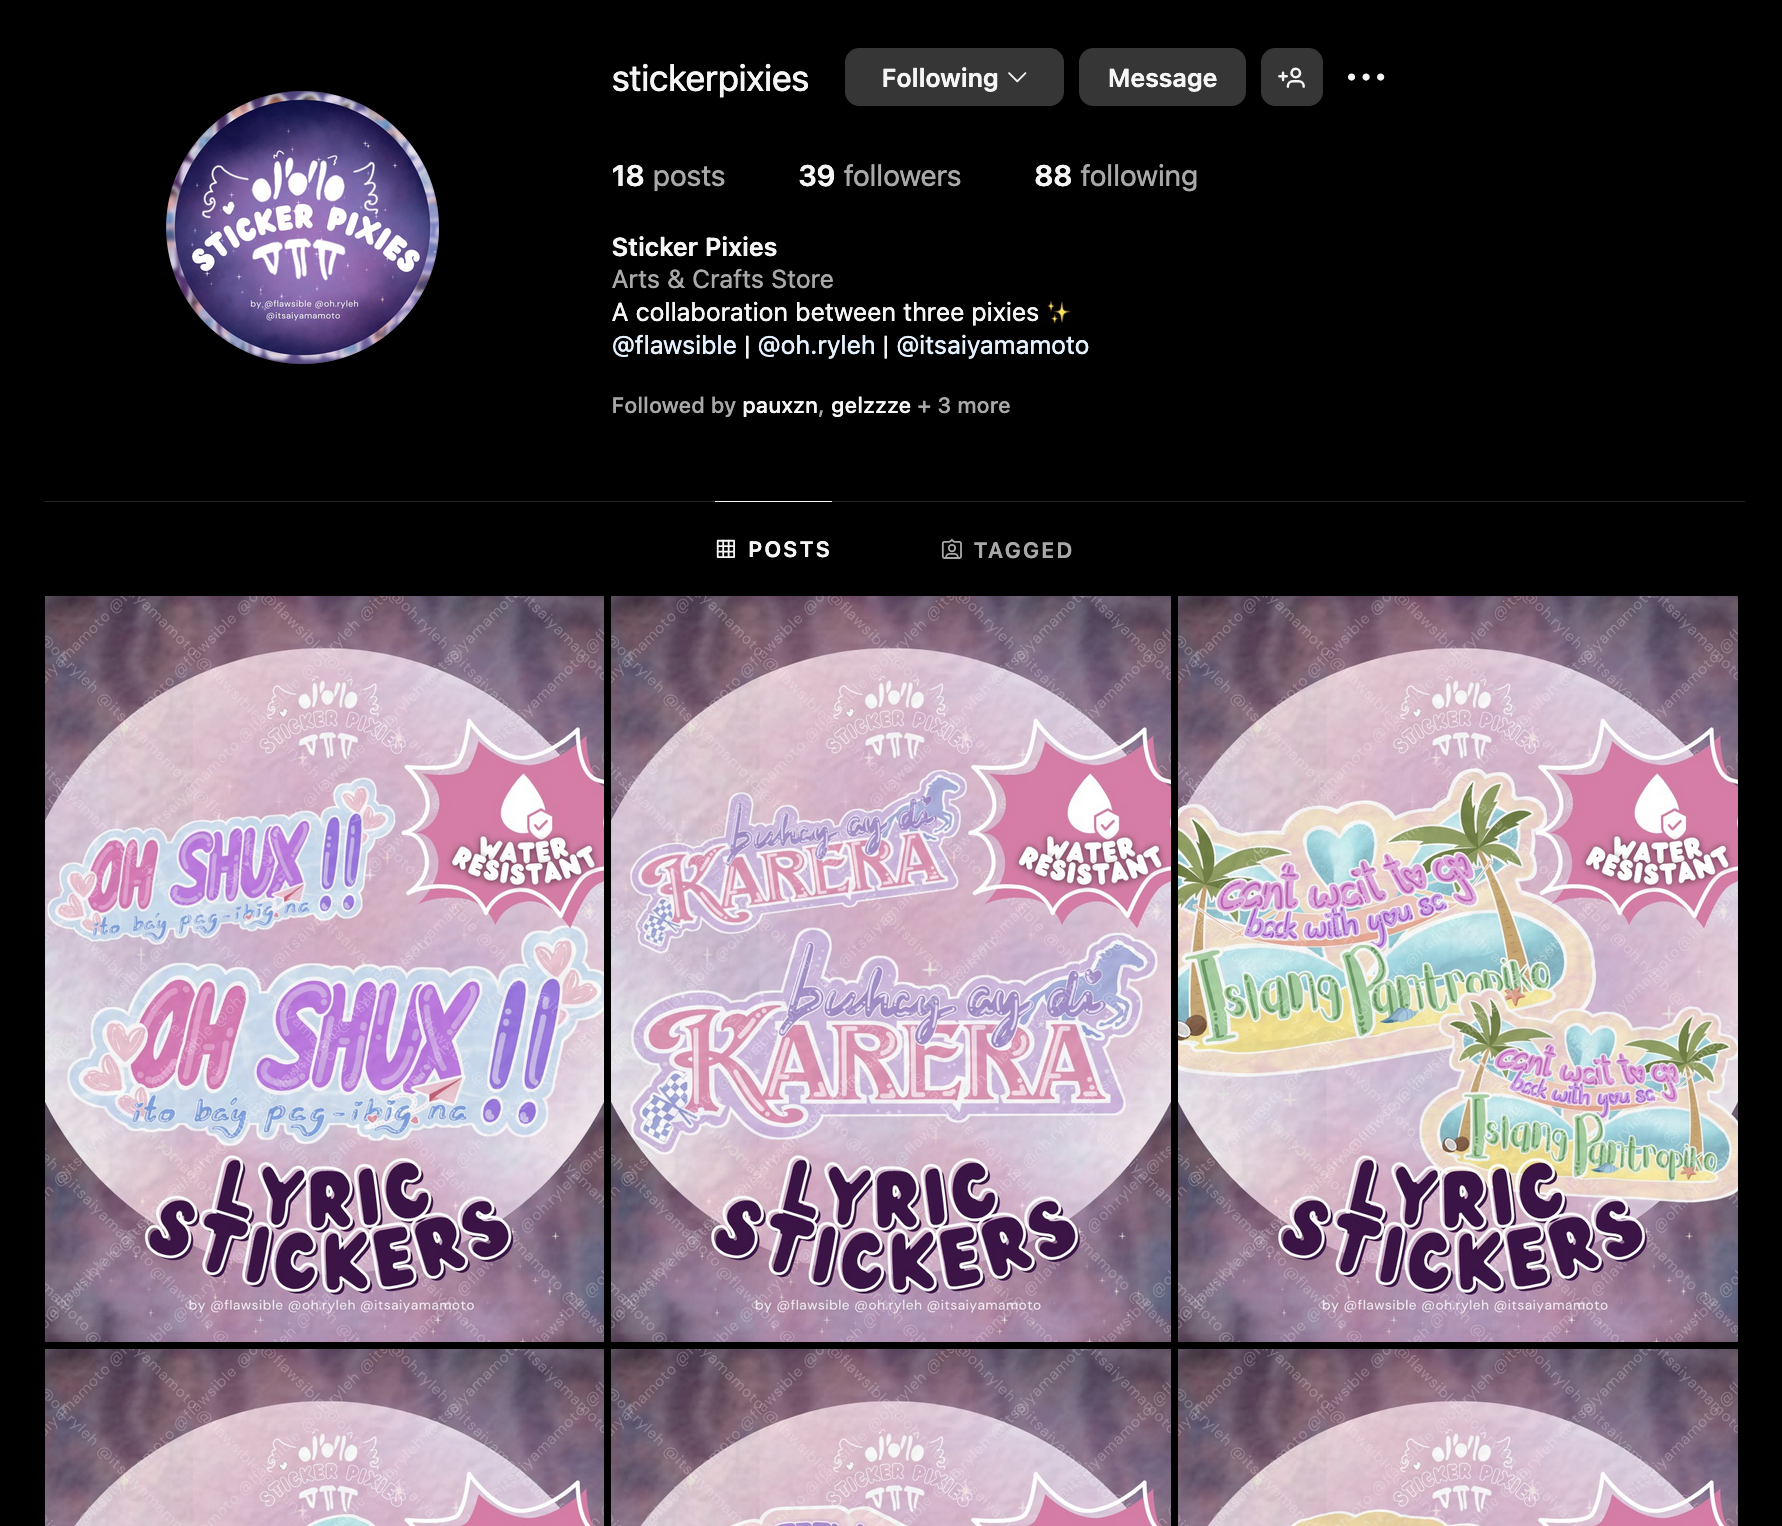 stickerpixies
Following
Message
18 posts
39 followers
88 following
STICKER PIXIES
by @flawsible @oh.ryleh
@itsaiyamamoto
Sticker Pixies
Arts & Crafts Store
A collaboration between three pixies ✨
@flawsible | @oh.ryleh | @itsaiyamamoto
Followed by pauxzn, gelzzze + 3 more
POSTS
TAGGED
STICKER PIXIES
WATER
RESISTANT
OH SHUX!!
ito ba'y pag-ibig na
OH SHUX!!
ito ba'y pag-ibig na
LYRIC
STICKERS
by @flawsible @oh.ryleh @itsaiyamamoto
STICKER PIXIES
WATER
RESISTANT
buhay ay di
KARERA
buhay ay di
KARERA
LYRIC
STICKERS
by @flawsible @oh.ryleh @itsaiyamamoto
STICKER PIXIES
WATER
RESISTANT
can't wait to go
back with you sa
Islang Pantropiko
can't wait to go
back with you sa
Islang Pantropiko
LYRIC
STICKERS
by @flawsible @oh.ryleh @itsaiyamamoto
STICKER PIXIES
STICKER PIXIES
STICKER PIXIES